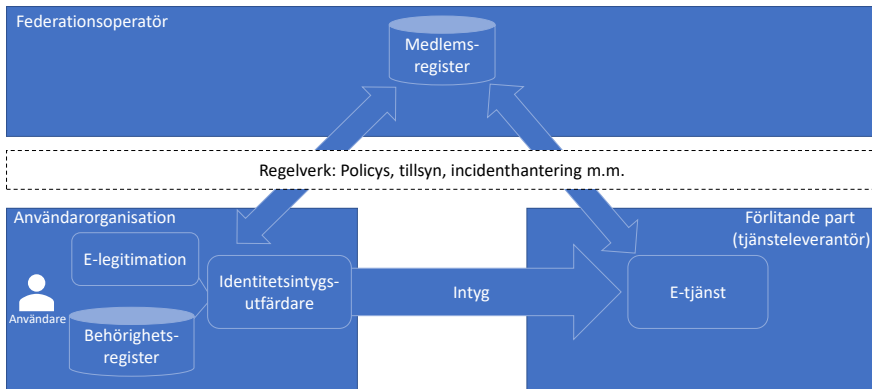 Federationsoperatör
Medlems-
register
Regelverk: Policys, tillsyn, incidenthantering m.m.
Användarorganisation
E-legitimation
Användare
Behörighets-
register
Identitetsintygs-
utfärdare
Intyg
Förlitande part
(tjänsteleverantör)
E-tjänst